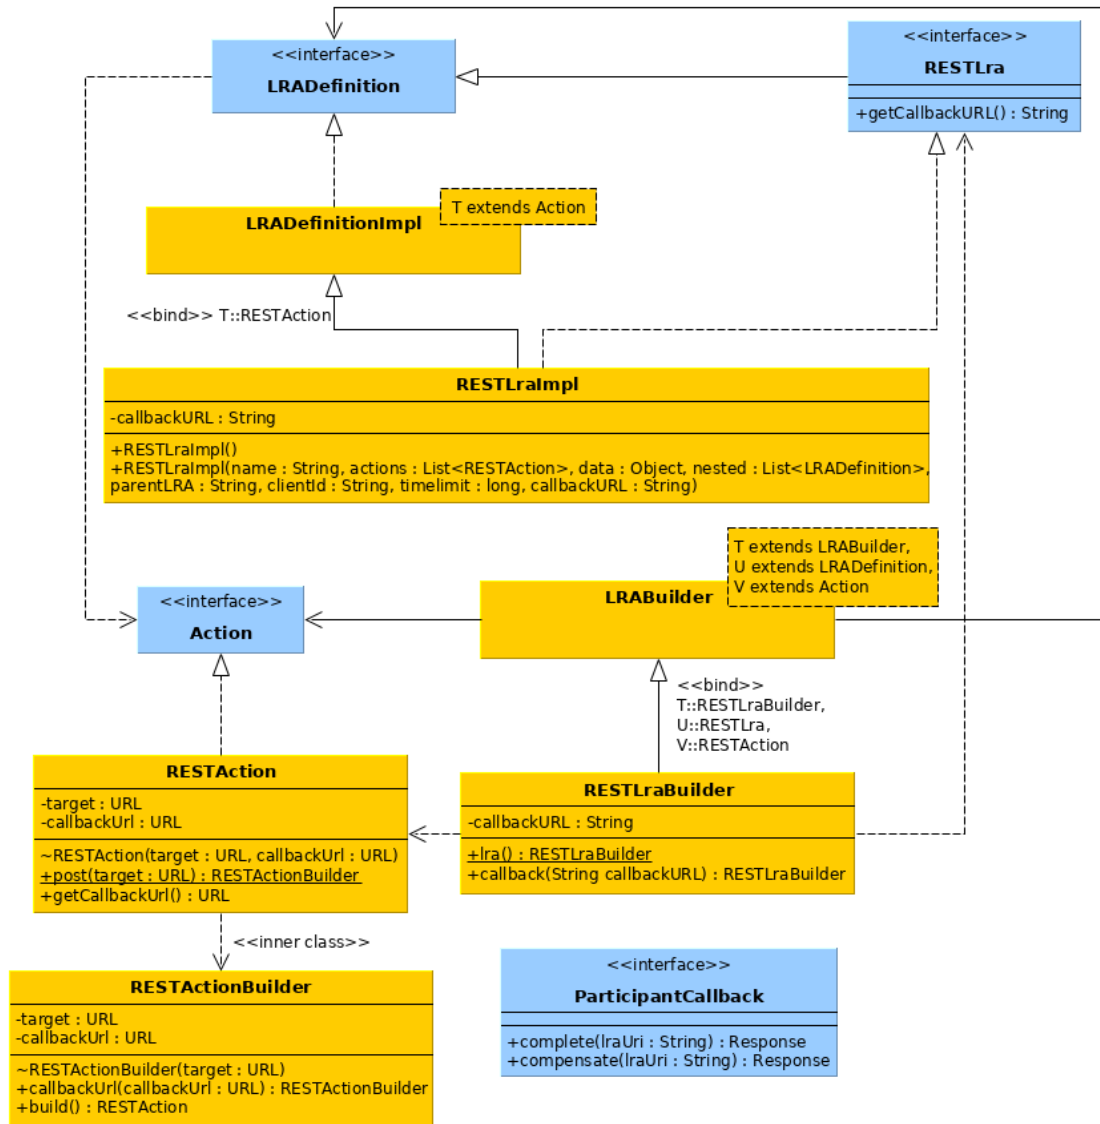 <<interface>>
LRADefinition
<<interface>>
RESTLra
+getCallbackURL() : String
LRADefinitionImpl
T extends Action
<<bind>> T::RESTAction
RESTLraImpl
-callbackURL : String
+RESTLraImpl()
+RESTLraImpl(name : String, actions : List<RESTAction>, data : Object, nested : List<LRADefinition>,
parentLRA : String, clientId : String, timelimit : long, callbackURL : String)
<<interface>>
Action
LRABuilder
T extends LRABuilder,
U extends LRADefinition,
V extends Action
<<bind>>
T::RESTLraBuilder,
U::RESTLra,
V::RESTAction
RESTAction
-target : URL
-callbackUrl : URL
~RESTAction(target : URL, callbackUrl : URL)
+post(target : URL) : RESTActionBuilder
+getCallbackUrl() : URL
RESTLraBuilder
-callbackURL : String
+lra() : RESTLraBuilder
+callback(String callbackURL) : RESTLraBuilder
<<inner class>>
RESTActionBuilder
-target : URL
-callbackUrl : URL
~RESTActionBuilder(target : URL)
+callbackUrl(callbackUrl : URL) : RESTActionBuilder
+build() : RESTAction
<<interface>>
ParticipantCallback
+complete(lraUri : String) : Response
+compensate(lraUri : String) : Response